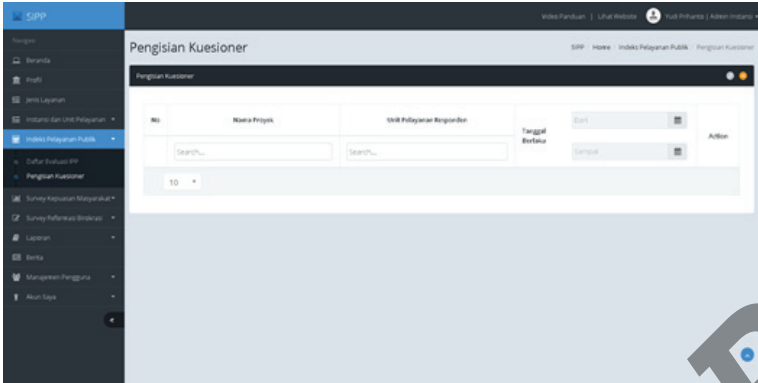 SIPP
Video Panduan | Lihat Website Yudi Prihanto | Admin Instansi
Navigasi
Beranda
Profil
Jenis Layanan
Instansi dan Unit Pelayanan
Indeks Pelayanan Publik
Daftar Evaluasi IPP
Pengisian Kuesioner
Survey Kepuasan Masyarakat
Survey Reformasi Birokrasi
Laporan
Berita
Manajemen Pengguna
Akun Saya
Pengisian Kuesioner
SIPP Home Indeks Pelayanan Publik Pengisian Kuesioner
Pengisian Kuesioner
No Nama Proyek Unit Pelayanan Responden Tanggal Berlaku Dari Action
Search... Search... Sampai
10